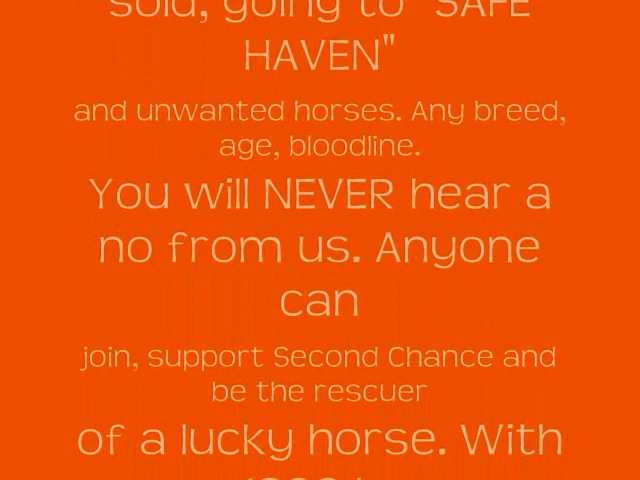 sold, going to "SAFE
HAVEN"
and unwanted horses. Any breed,
age, bloodline.
You will NEVER hear a
no from us. Anyone
can
join, support Second Chance and
be the rescuer
of a lucky horse. With